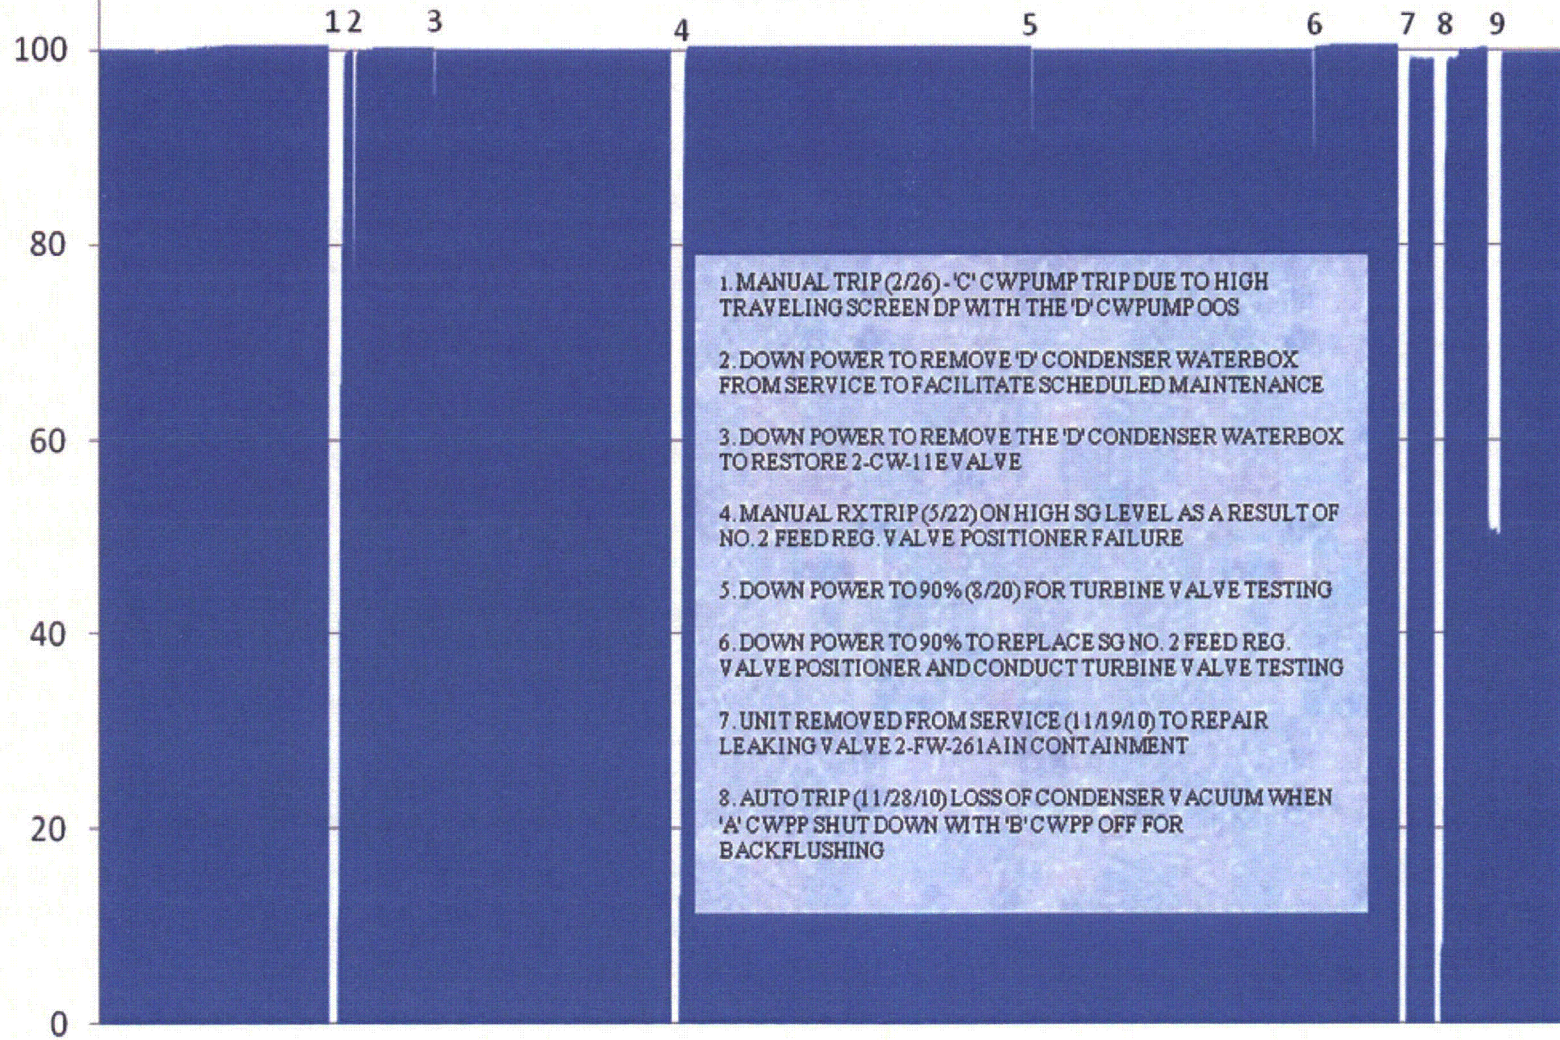 1 2 3 4 5 6 7 8 9
100
80
60
40
20
0
1. MANUAL TRIP (2/26) - 'C' CW PUMP TRIP DUE TO HIGH
TRAVELING SCREEN DP WITH THE 'D' CW PUMP OOS
2. DOWN POWER TO REMOVE 'D' CONDENSER WATERBOX
FROM SERVICE TO FACILITATE SCHEDULED MAINTENANCE
3. DOWN POWER TO REMOVE THE 'D' CONDENSER WATERBOX
TO RESTORE 2-CW-11E VALVE
4. MANUAL RX TRIP (5/22) ON HIGH SG LEVEL AS A RESULT OF
NO. 2 FEED REG. VALVE POSITIONER FAILURE
5. DOWN POWER TO 90% (8/20) FOR TURBINE VALVE TESTING
6. DOWN POWER TO 90% TO REPLACE SG NO. 2 FEED REG.
VALVE POSITIONER AND CONDUCT TURBINE VALVE TESTING
7. UNIT REMOVED FROM SERVICE (11/19/10) TO REPAIR
LEAKING VALVE 2-FW-261A IN CONTAINMENT
8. AUTO TRIP (11/28/10) LOSS OF CONDENSER VACUUM WHEN
'A' CWPP SHUT DOWN WITH 'B' CWPP OFF FOR
BACKFLUSHING